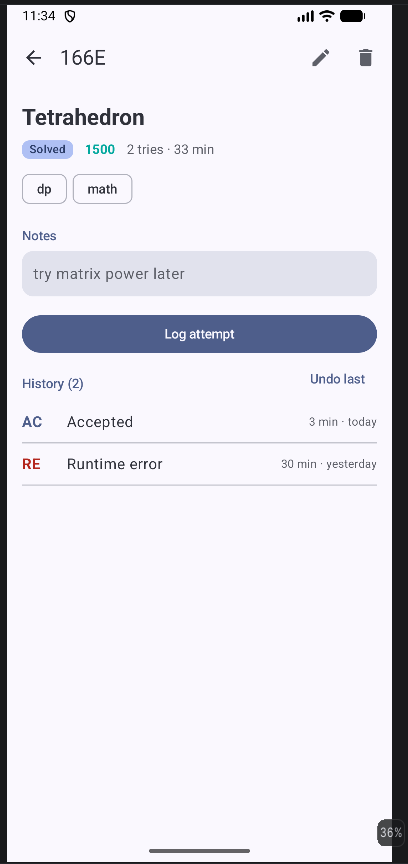 11:34
166E
Tetrahedron
Solved 1500 2 tries · 33 min
dp math
Notes
try matrix power later
Log attempt
History (2) Undo last
AC Accepted 3 min · today
RE Runtime error 30 min · yesterday
36%